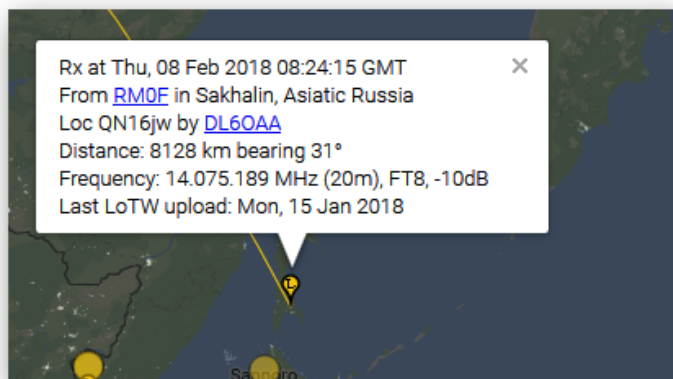 Rx at Thu, 08 Feb 2018 08:24:15 GMT
From RM0F in Sakhalin, Asiatic Russia
Loc QN16jw by DL6OAA
Distance: 8128 km bearing 31°
Frequency: 14.075.189 MHz (20m), FT8, -10dB
Last LoTW upload: Mon, 15 Jan 2018
L
Sapporo